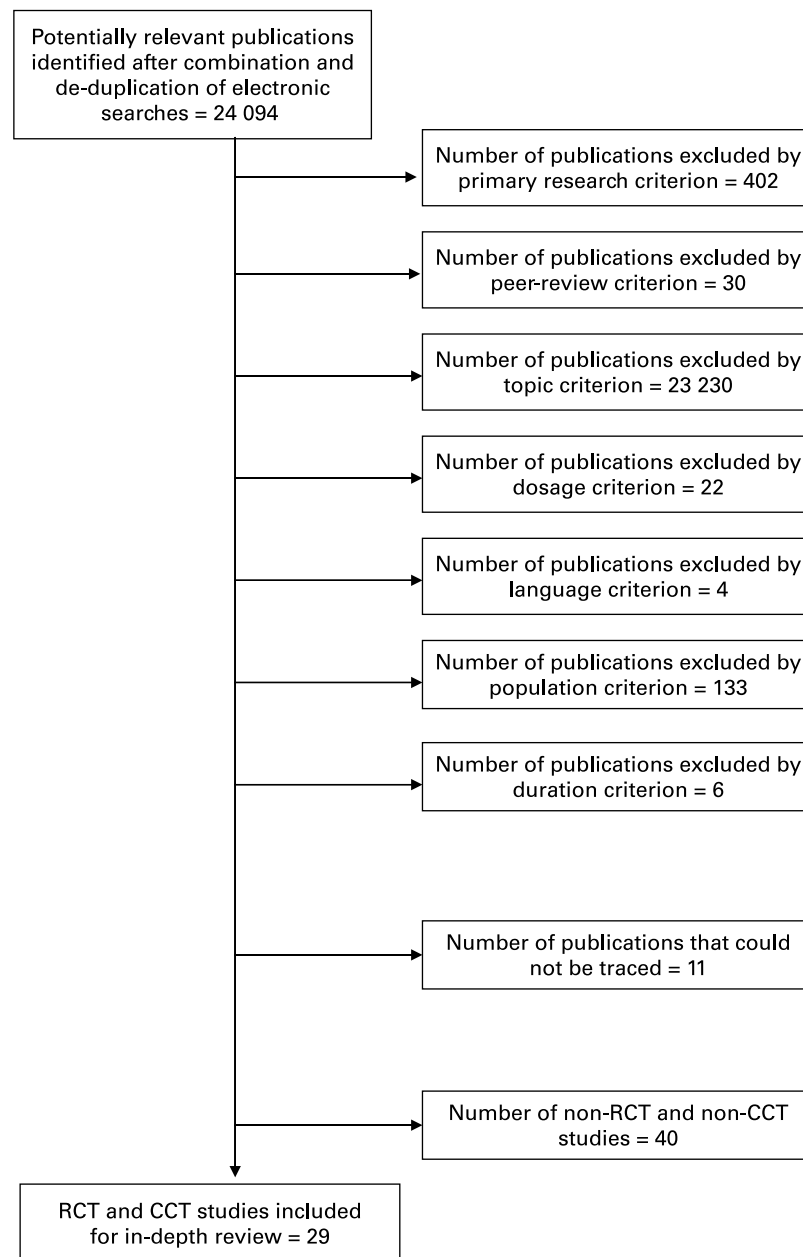 Potentially relevant publications
identified after combination and
de-duplication of electronic
searches = 24 094
Number of publications excluded by
primary research criterion = 402
Number of publications excluded by
peer-review criterion = 30
Number of publications excluded by
topic criterion = 23 230
Number of publications excluded by
dosage criterion = 22
Number of publications excluded by
language criterion = 4
Number of publications excluded by
population criterion = 133
Number of publications excluded by
duration criterion = 6
Number of publications that could
not be traced = 11
Number of non-RCT and non-CCT
studies = 40
RCT and CCT studies included
for in-depth review = 29